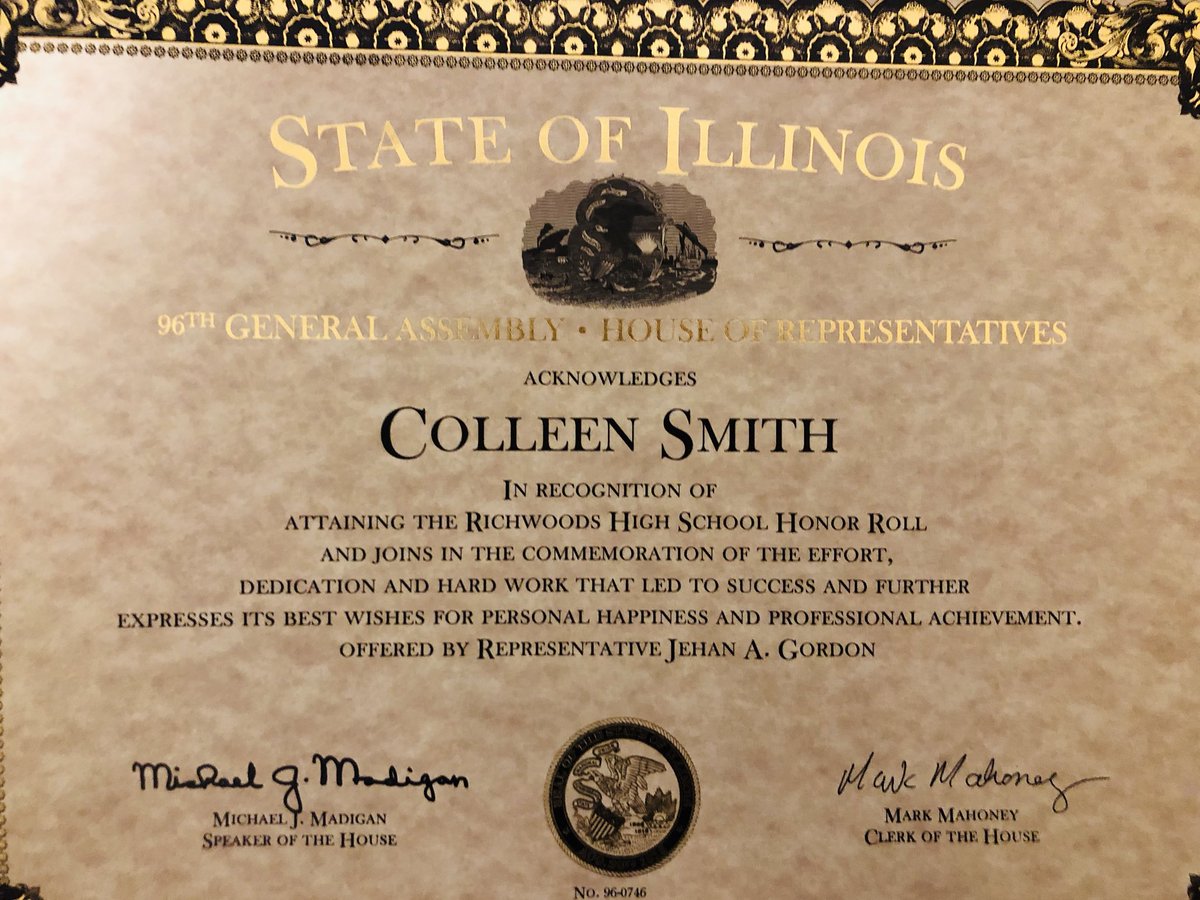 STATE OF ILLINOIS
96TH GENERAL ASSEMBLY • HOUSE OF REPRESENTATIVES
ACKNOWLEDGES
COLLEEN SMITH
IN RECOGNITION OF
ATTAINING THE RICHWOODS HIGH SCHOOL HONOR ROLL
AND JOINS IN THE COMMEMORATION OF THE EFFORT,
DEDICATION AND HARD WORK THAT LED TO SUCCESS AND FURTHER
EXPRESSES ITS BEST WISHES FOR PERSONAL HAPPINESS AND PROFESSIONAL ACHIEVEMENT.
OFFERED BY REPRESENTATIVE JEHAN A. GORDON
Michael J. Madigan
MICHAEL J. MADIGAN
SPEAKER OF THE HOUSE
Mark Mahoney
MARK MAHONEY
CLERK OF THE HOUSE
NO. 96-0746